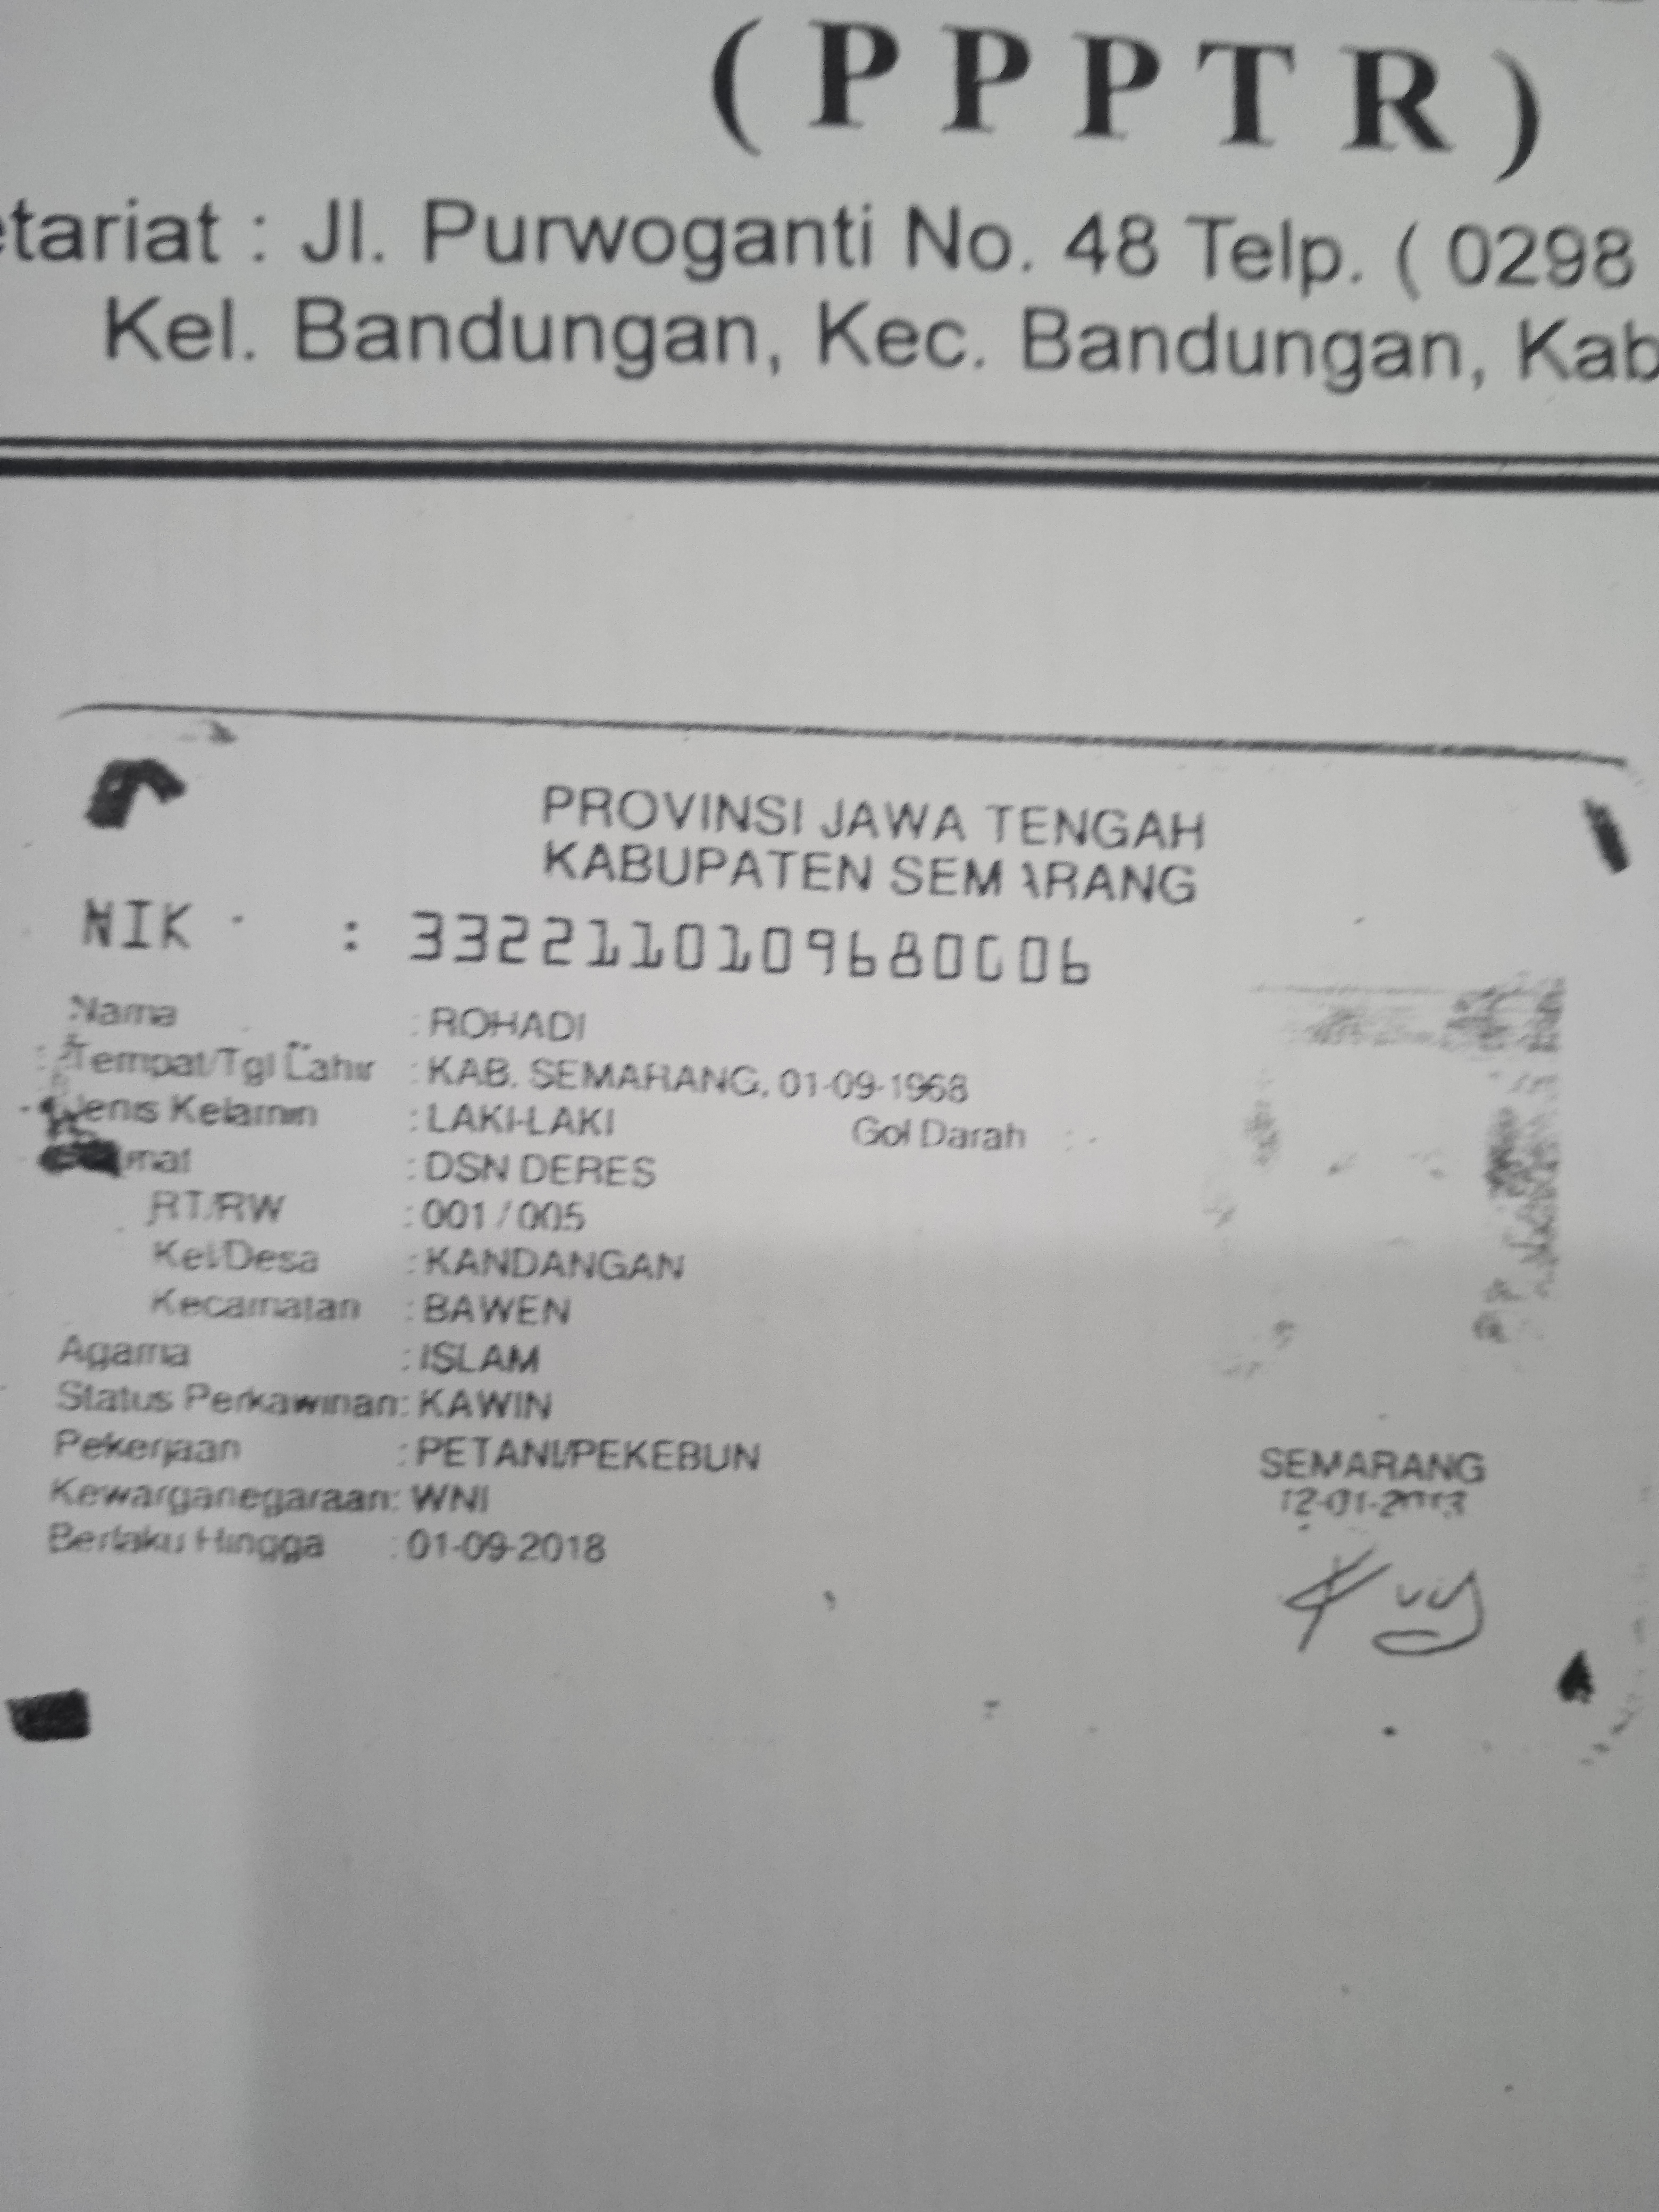 ( P P P T R )
etariat : Jl. Purwoganti No. 48 Telp. ( 0298
Kel. Bandungan, Kec. Bandungan, Kab
PROVINSI JAWA TENGAH
KABUPATEN SEMARANG
NIK : 3322110109680006
Nama : ROHADI
Tempat/Tgl Lahir : KAB. SEMARANG, 01-09-1968
Jenis Kelamin : LAKI-LAKI Gol Darah : -
Alamat : DSN DERES
RT/RW : 001 / 005
Kel/Desa : KANDANGAN
Kecamatan : BAWEN
Agama : ISLAM
Status Perkawinan: KAWIN
Pekerjaan : PETANI/PEKEBUN
Kewarganegaraan: WNI
Berlaku Hingga : 01-09-2018
SEMARANG
12-01-2013